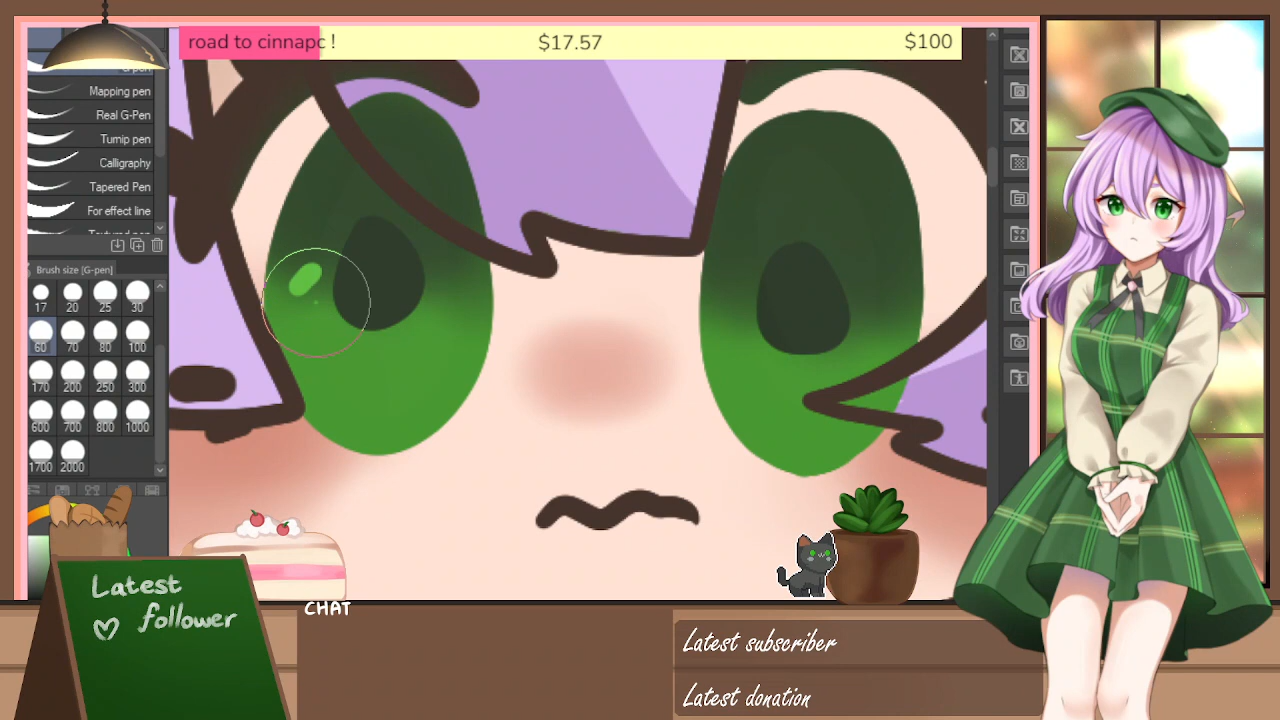 road to cinnapc !
$17.57
$100
Mapping pen
Real G-Pen
Turnip pen
Calligraphy
Tapered Pen
For effect line
Brush size [G-pen]
17 20 25 30
60 70 80 100
170 200 250 300
600 700 800 1000
1700 2000
Latest
follower
CHAT
Latest subscriber
Latest donation